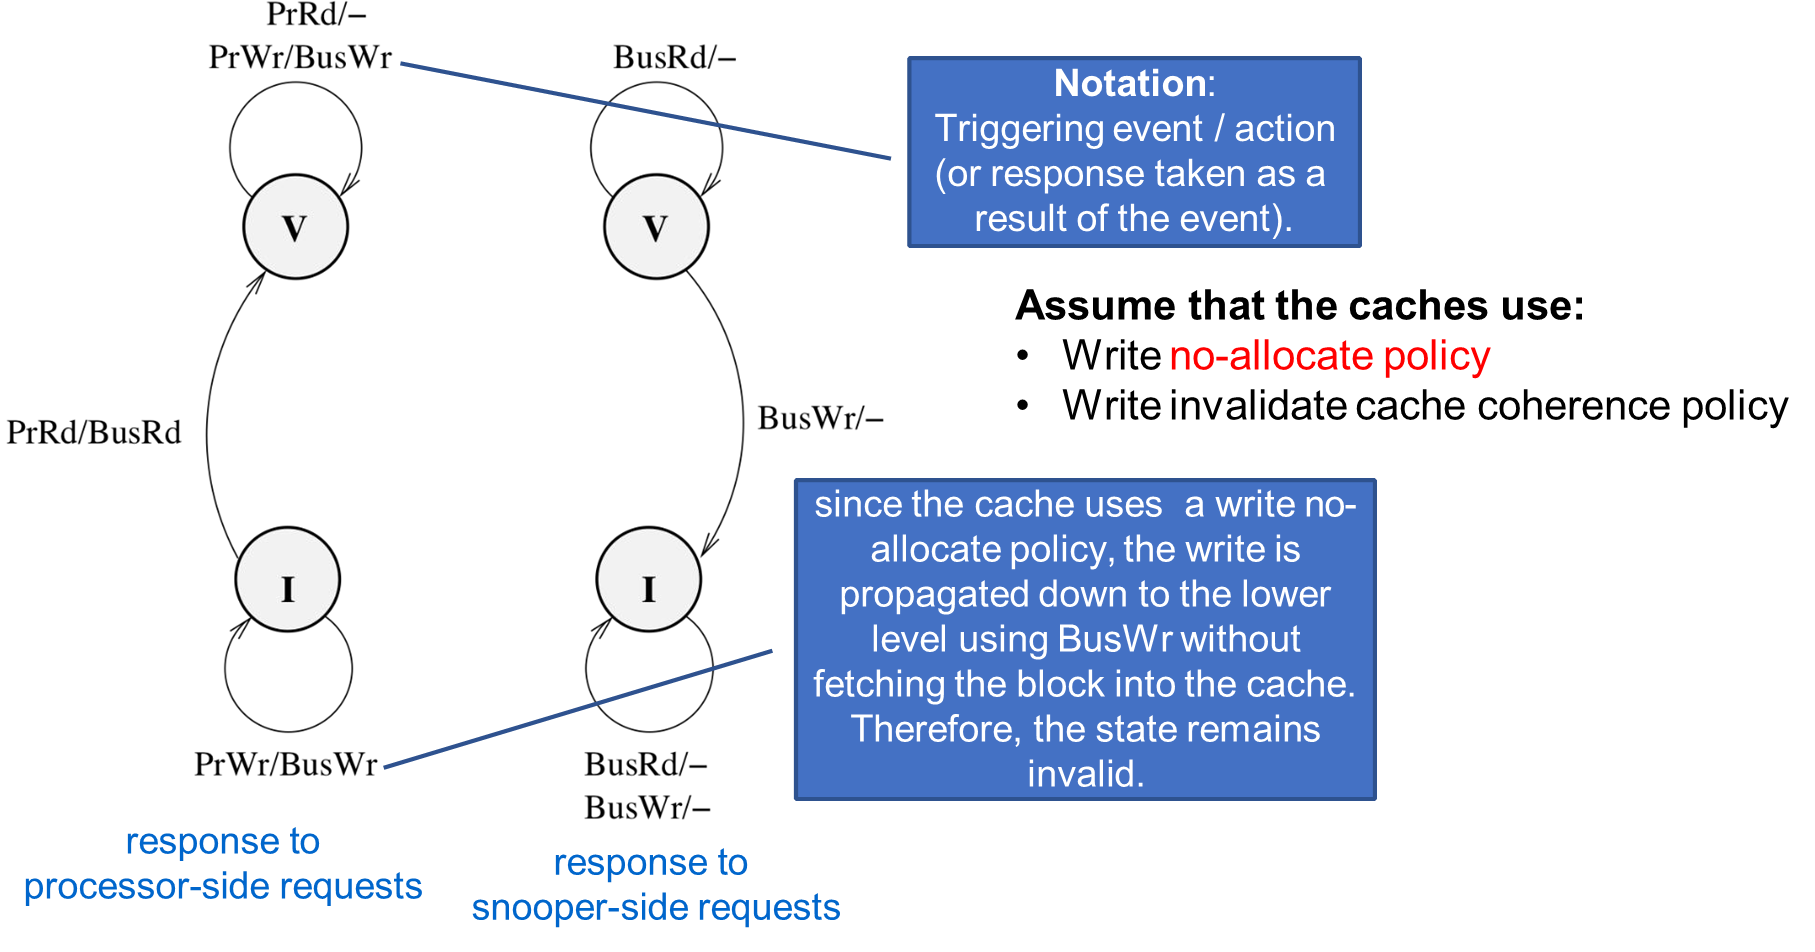 PrRd/–
PrWr/BusWr
BusRd/–
Notation:
Triggering event / action
(or response taken as a
result of the event).
V
V
Assume that the caches use:
• Write no-allocate policy
• Write invalidate cache coherence policy
PrRd/BusRd
BusWr/–
since the cache uses a write no-
allocate policy, the write is
propagated down to the lower
level using BusWr without
fetching the block into the cache.
Therefore, the state remains
invalid.
I
I
PrWr/BusWr
BusRd/–
BusWr/–
response to
processor-side requests
response to
snooper-side requests